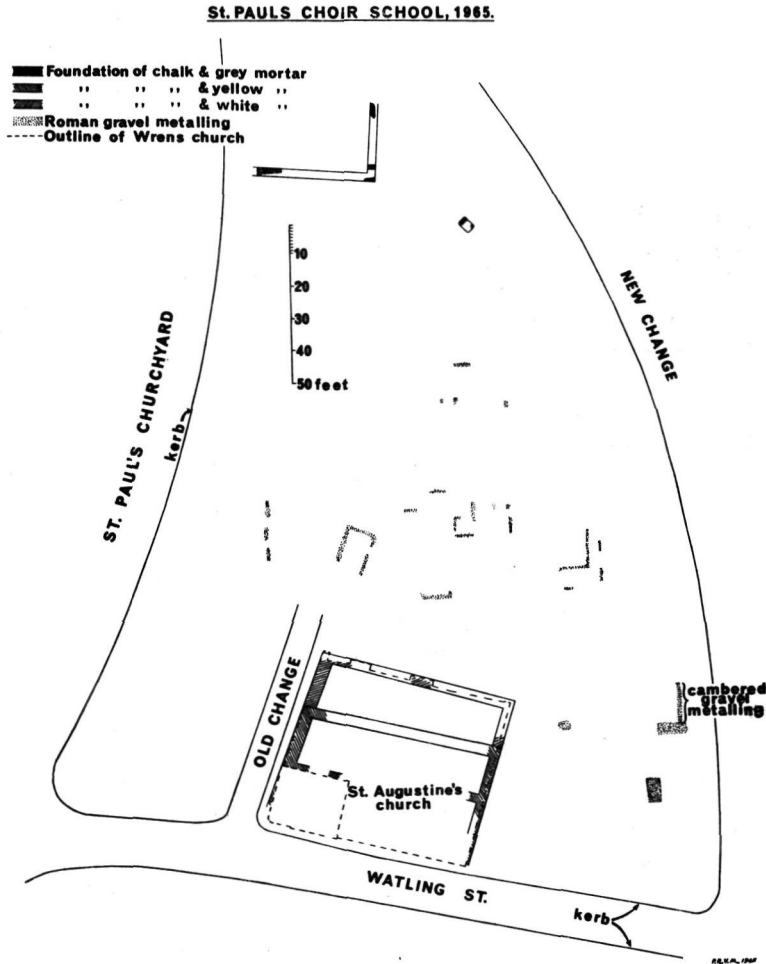 St. PAULS CHOIR SCHOOL, 1965.
Foundation of chalk & grey mortar
,, ,, ,, & yellow ,,
,, ,, ,, & white ,,
Roman gravel metalling
Outline of Wrens church
10
20
30
40
50 feet
NEW CHANGE
ST. PAUL'S CHURCHYARD
kerb
OLD CHANGE
cambered
gravel
metalling
St. Augustine's
church
WATLING ST.
kerb